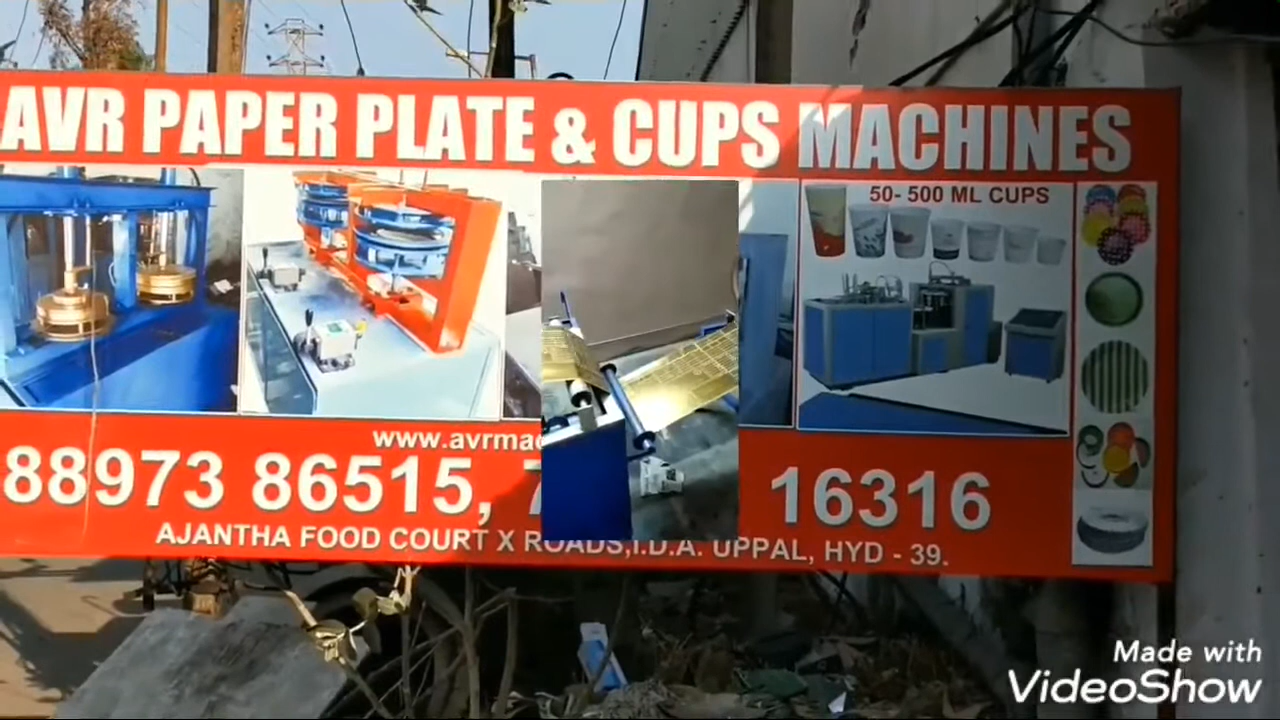 AVR PAPER PLATE & CUPS MACHINES
50- 500 ML CUPS
www.avrmac
88973 86515, 7 16316
AJANTHA FOOD COURT X ROADS,I.D.A. UPPAL, HYD - 39.
Made with
VideoShow